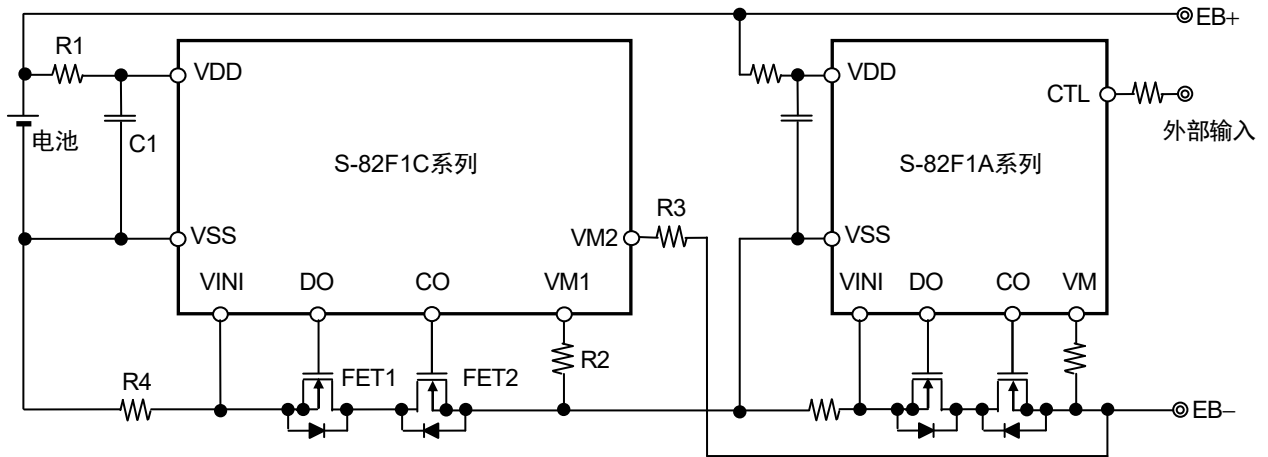 EB+
R1
VDD
VDD
CTL
电池
C1
外部输入
S-82F1C系列
S-82F1A系列
R3
VSS
VM2
VSS
VINI
DO
CO
VM1
VINI
DO
CO
VM
R2
R4
FET1
FET2
EB−